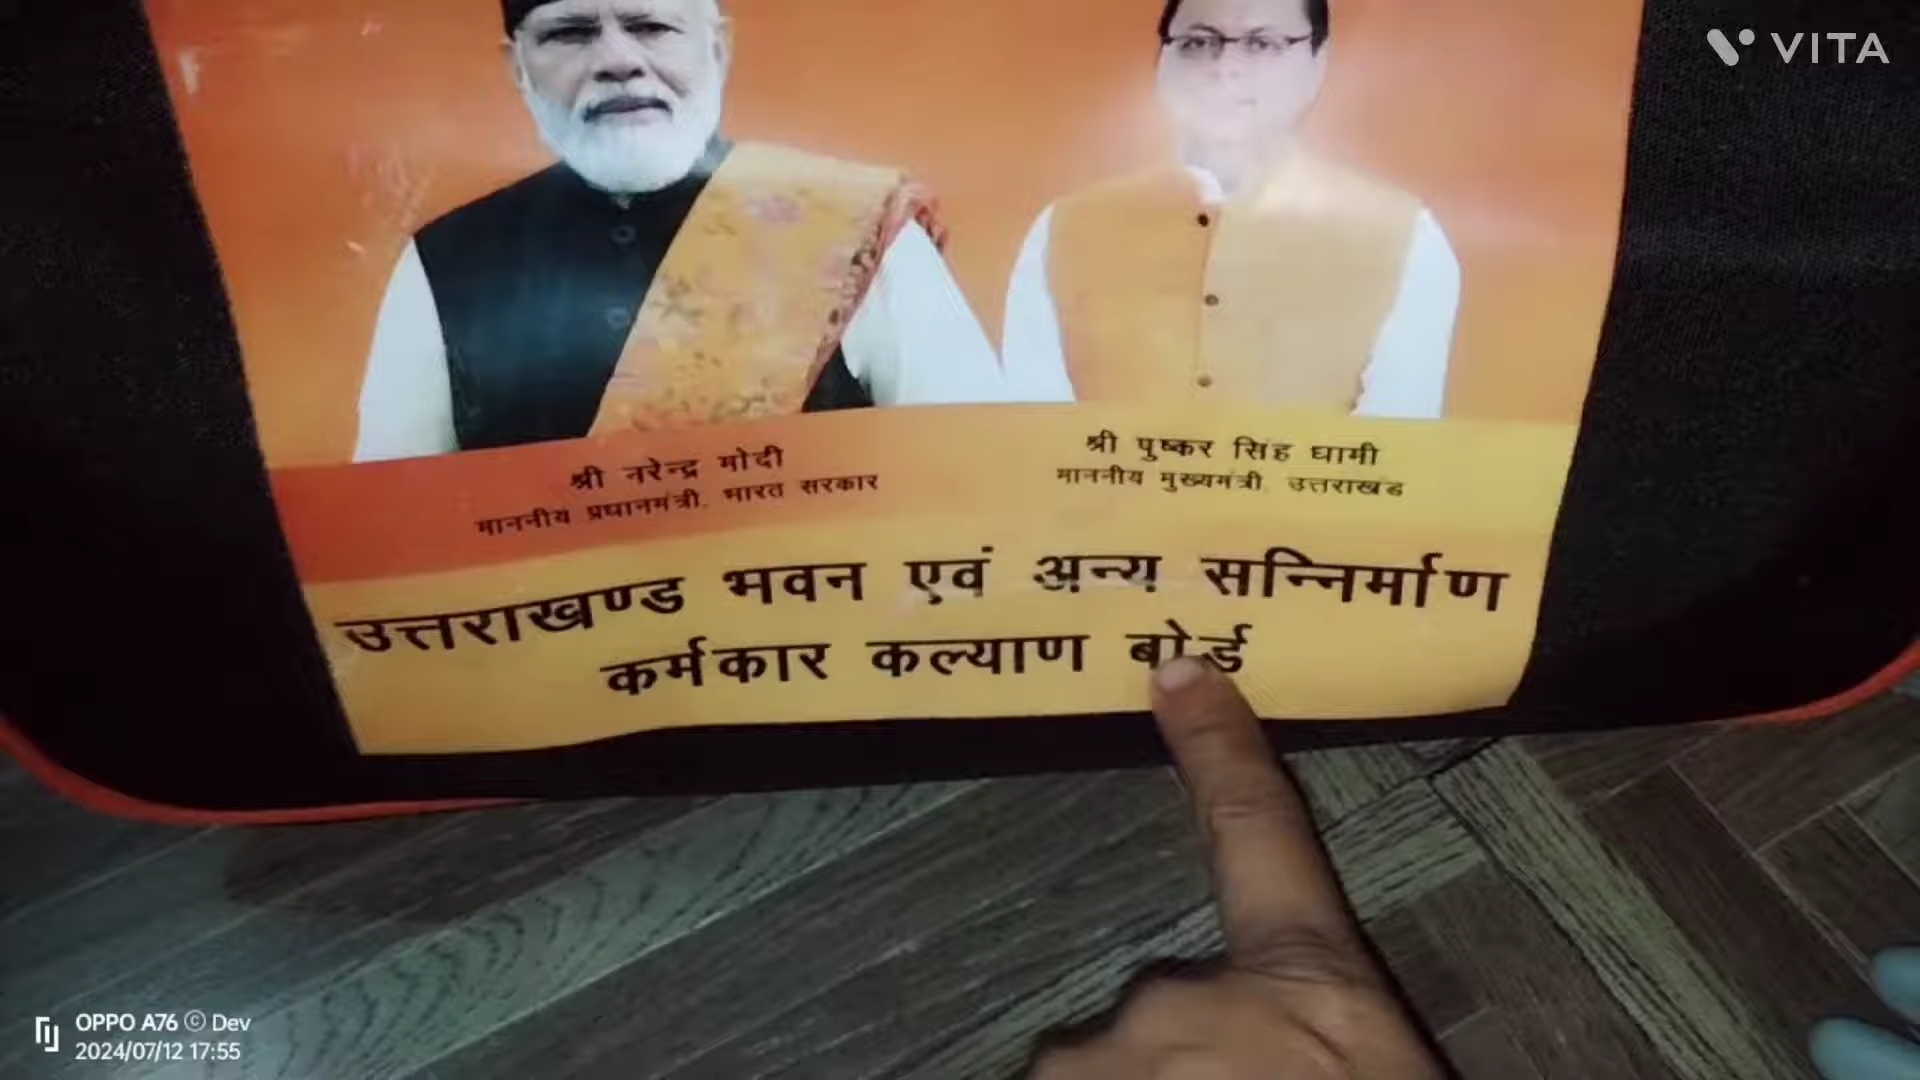 VITA
श्री नरेन्द्र मोदी
माननीय प्रधानमंत्री, भारत सरकार
श्री पुष्कर सिंह धामी
माननीय मुख्यमंत्री, उत्तराखंड
उत्तराखण्ड भवन एवं अन्य सन्निर्माण
कर्मकार कल्याण बोर्ड
OPPO A76 © Dev
2024/07/12 17:55